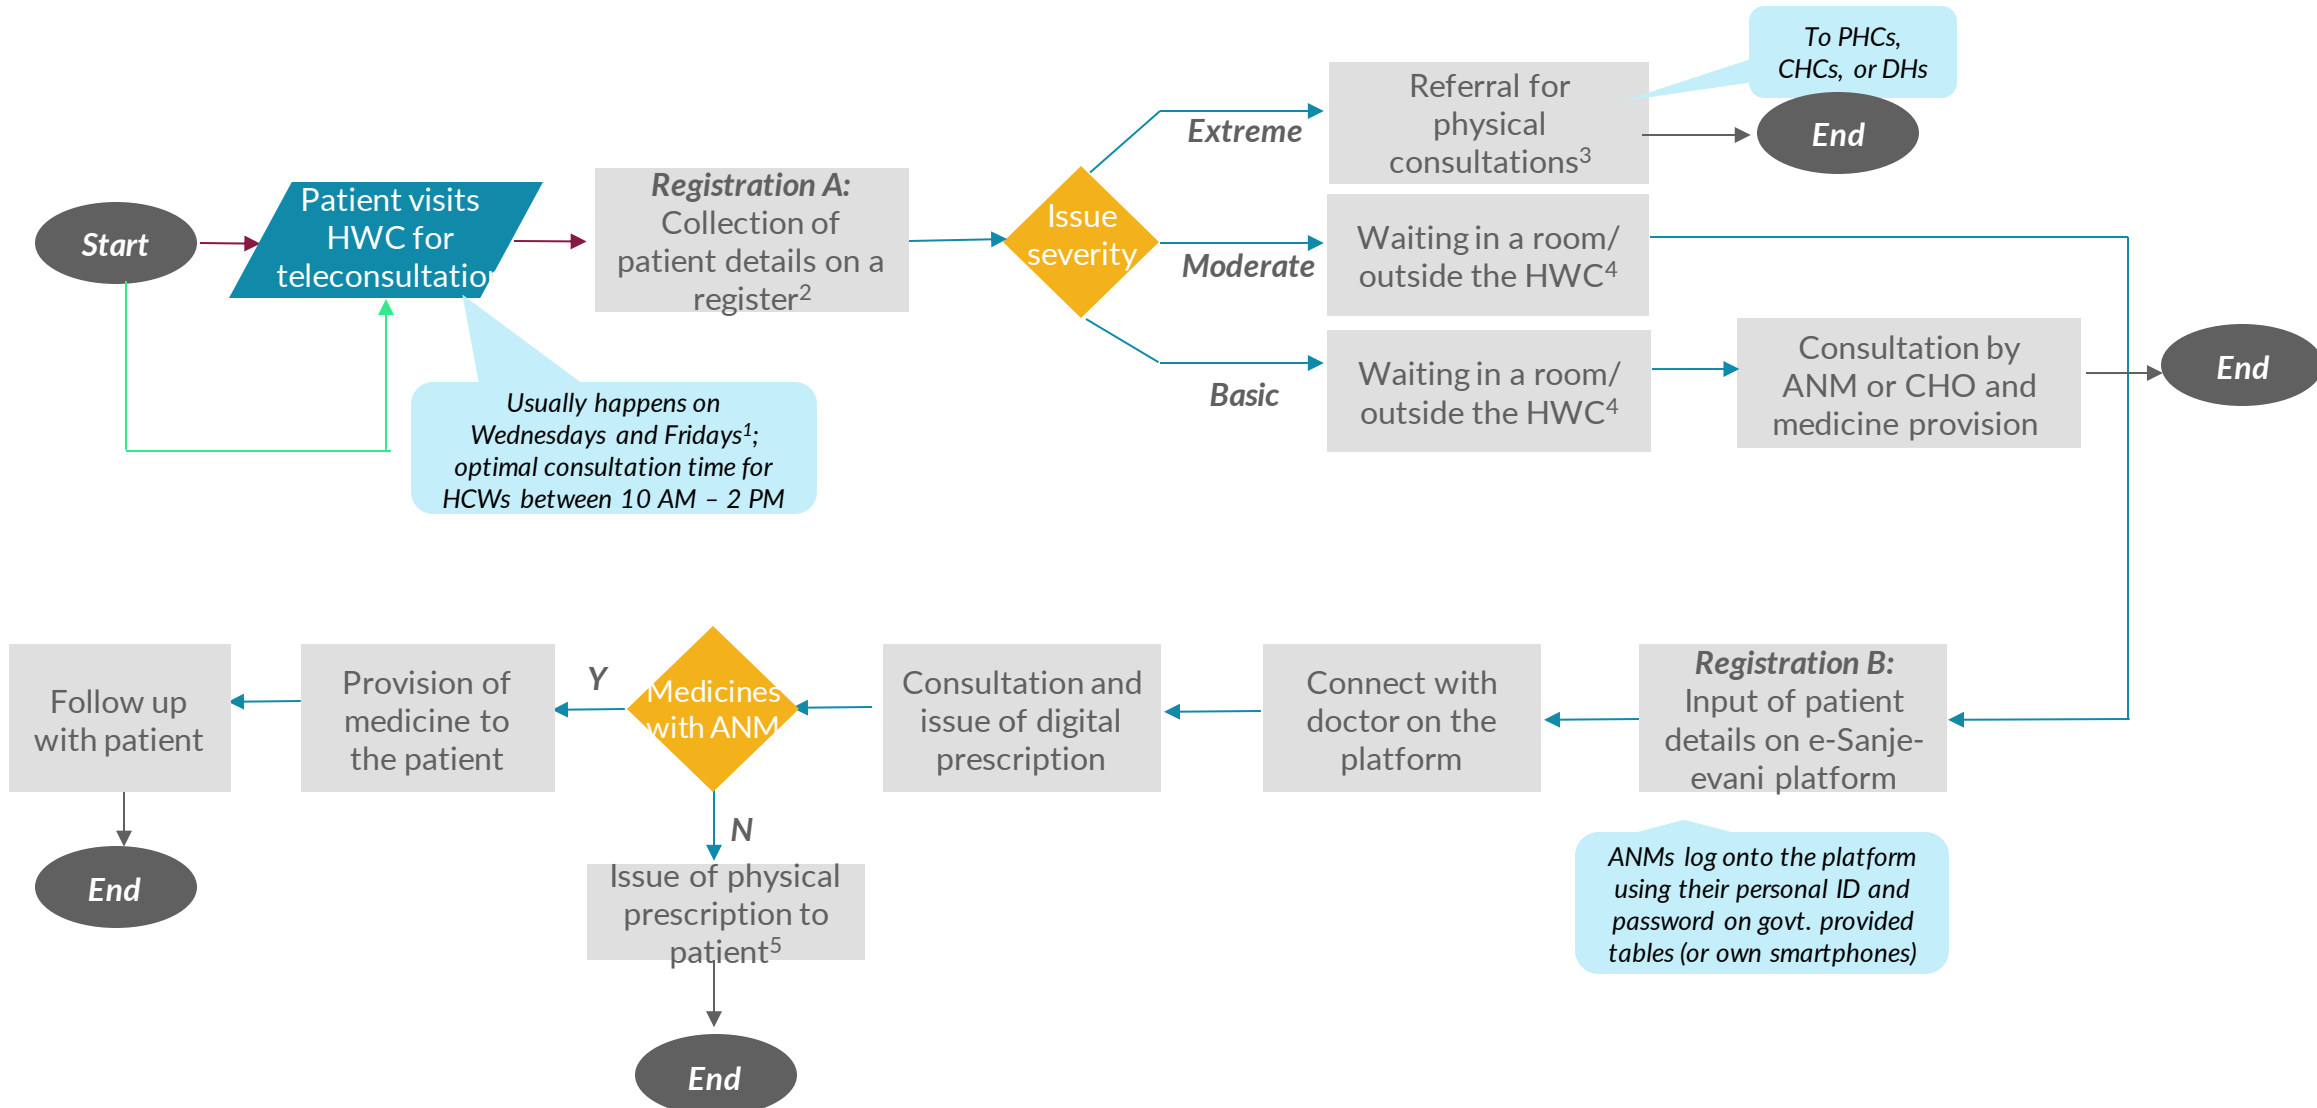 Start
Patient visits
HWC for
teleconsultation
Registration A:
Collection of
patient details on a
register2
Usually happens on
Wednesdays and Fridays1;
optimal consultation time for
HCWs between 10 AM – 2 PM
Issue
severity
Extreme
Moderate
Basic
Referral for
physical
consultations3
To PHCs,
CHCs, or DHs
End
Waiting in a room/
outside the HWC4
Waiting in a room/
outside the HWC4
Consultation by
ANM or CHO and
medicine provision
End
Registration B:
Input of patient
details on e-Sanje-
evani platform
ANMs log onto the platform
using their personal ID and
password on govt. provided
tables (or own smartphones)
Connect with
doctor on the
platform
Consultation and
issue of digital
prescription
Medicines
with ANM
Y
N
Provision of
medicine to
the patient
Follow up
with patient
End
Issue of physical
prescription to
patient5
End